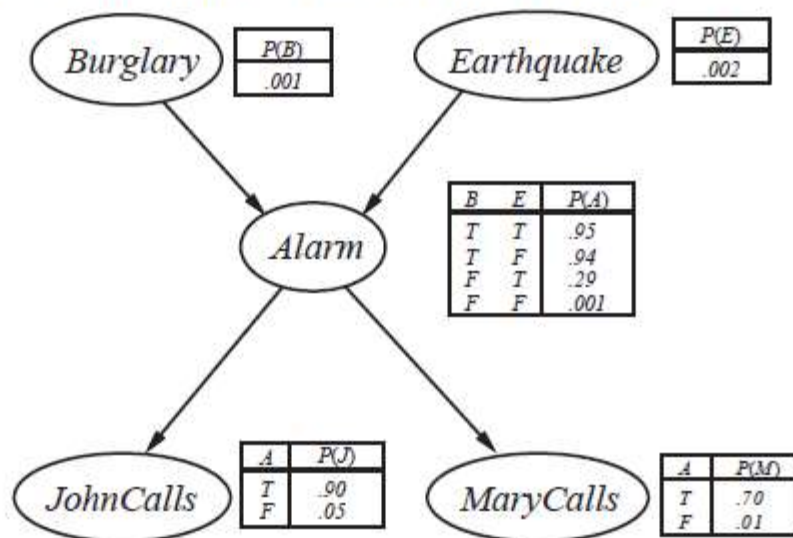 Burglary
P(B)
.001
Earthquake
P(E)
.002
Alarm
B E P(A)
T T .95
T F .94
F T .29
F F .001
JohnCalls
A P(J)
T .90
F .05
MaryCalls
A P(M)
T .70
F .01